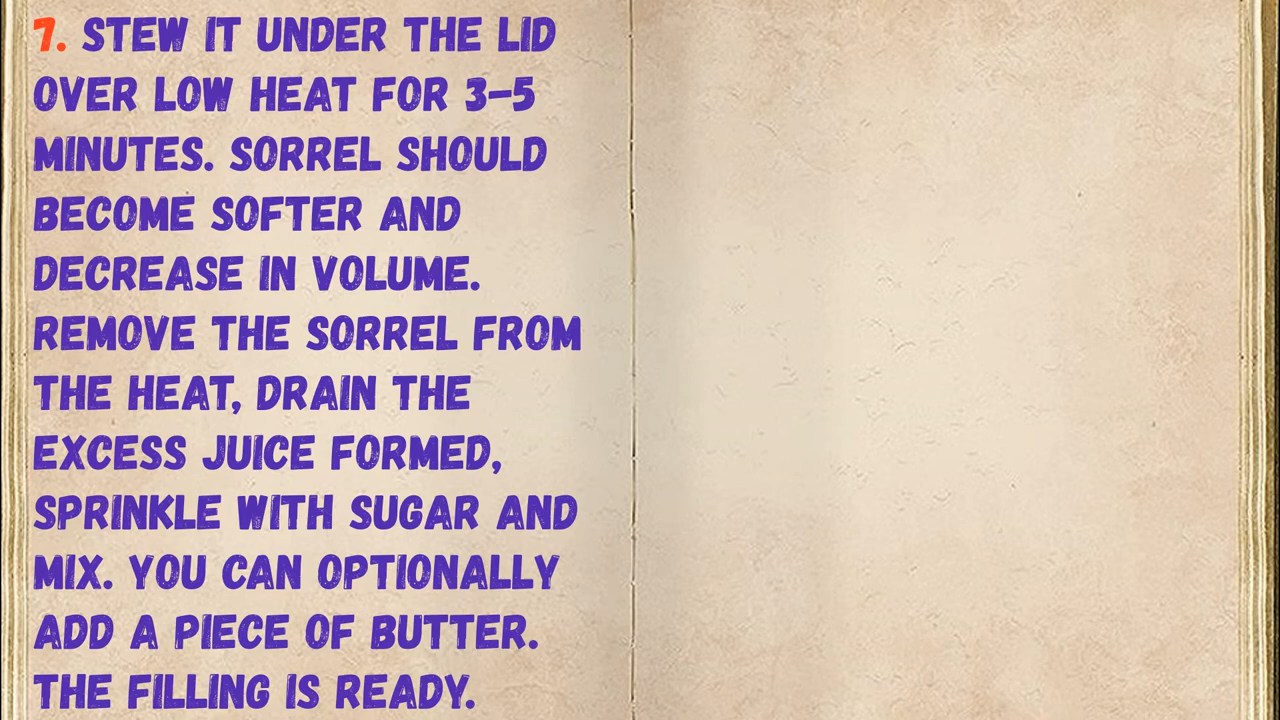 7. STEW IT UNDER THE LID
OVER LOW HEAT FOR 3-5
MINUTES. SORREL SHOULD
BECOME SOFTER AND
DECREASE IN VOLUME.
REMOVE THE SORREL FROM
THE HEAT, DRAIN THE
EXCESS JUICE FORMED,
SPRINKLE WITH SUGAR AND
MIX. YOU CAN OPTIONALLY
ADD A PIECE OF BUTTER.
THE FILLING IS READY.